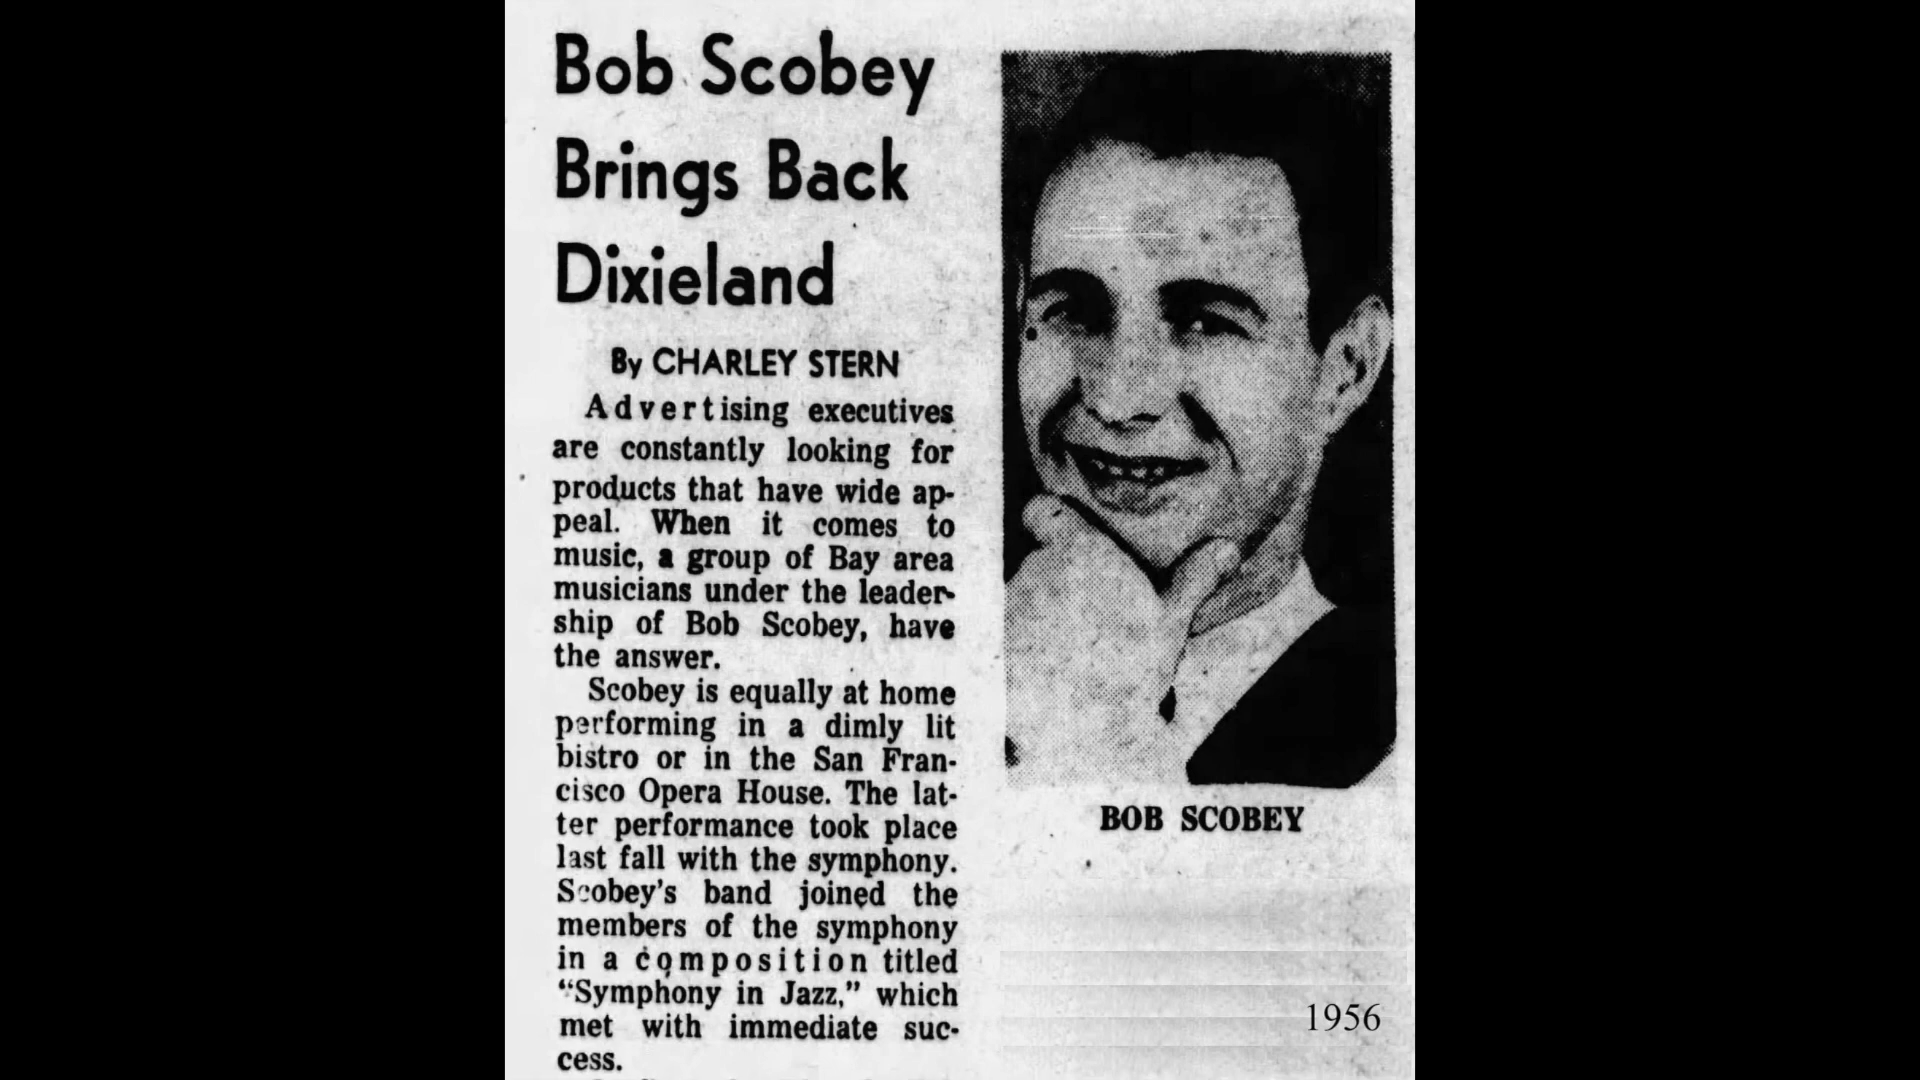 Bob Scobey
Brings Back
Dixieland
By CHARLEY STERN
Advertising executives
are constantly looking for
products that have wide ap-
peal. When it comes to
music, a group of Bay area
musicians under the leader-
ship of Bob Scobey, have
the answer.
Scobey is equally at home
performing in a dimly lit
bistro or in the San Fran-
cisco Opera House. The lat-
ter performance took place
last fall with the symphony.
Scobey's band joined the
members of the symphony
in a composition titled
"Symphony in Jazz," which
met with immediate suc-
cess.
BOB SCOBEY
1956